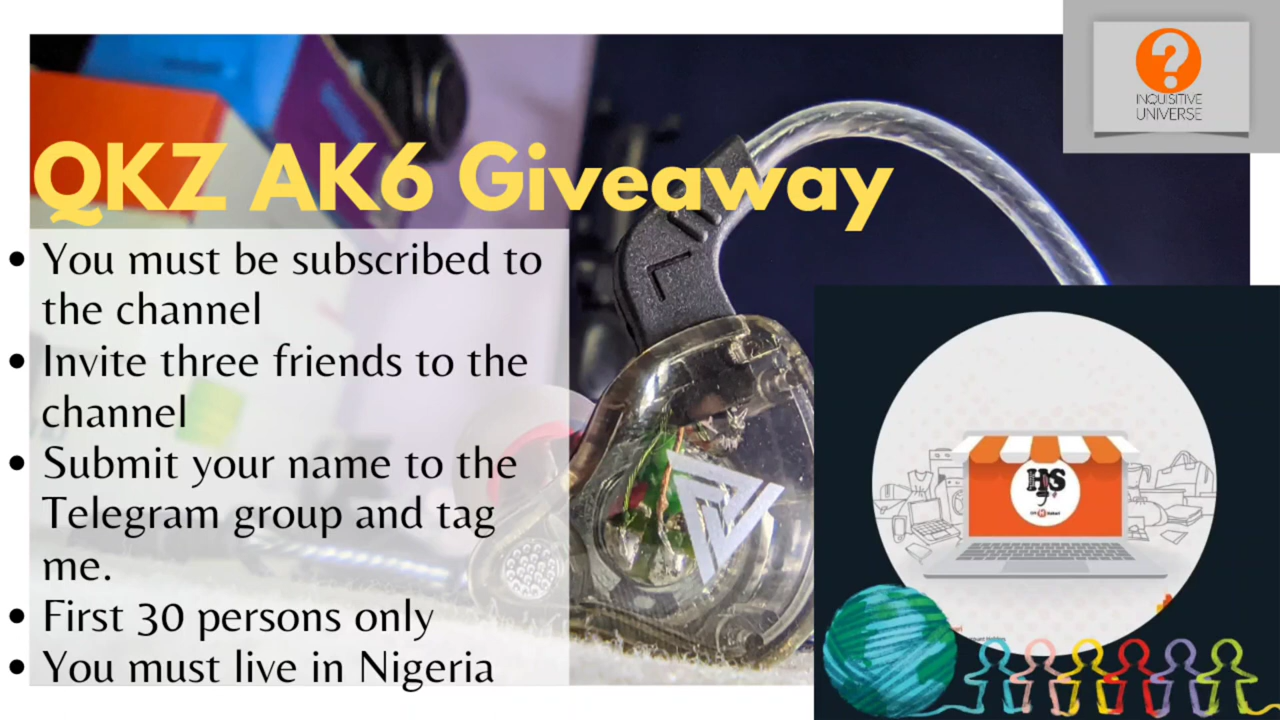 INQUISITIVE
UNIVERSE
QKZ AK6 Giveaway
• You must be subscribed to
the channel
• Invite three friends to the
channel
• Submit your name to the
Telegram group and tag
me.
• First 30 persons only
• You must live in Nigeria
L
HJS